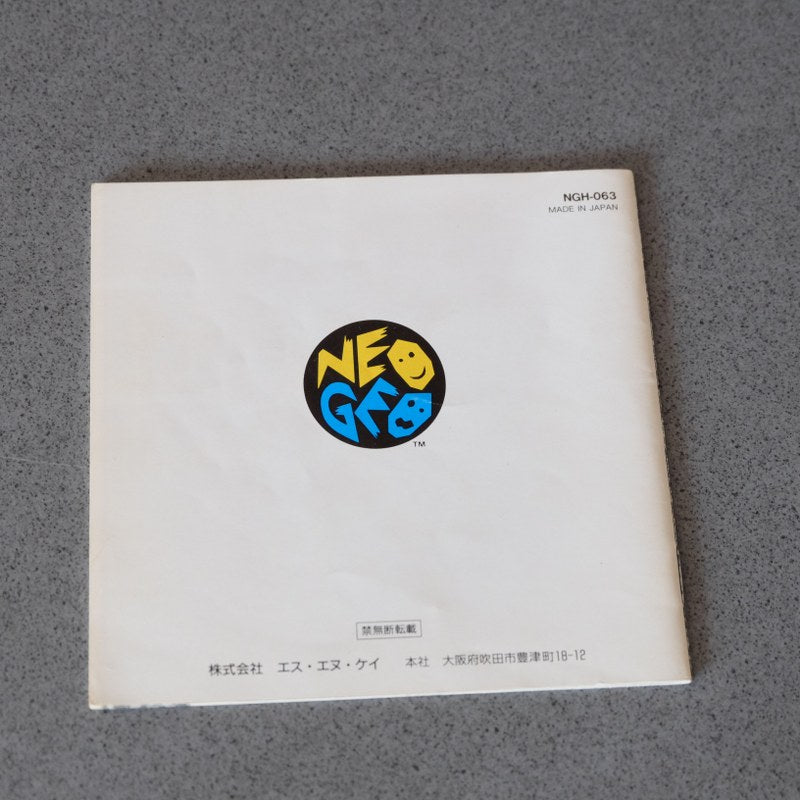 NGH-063
MADE IN JAPAN
NEO
GEO
TM
禁無断転載
株式会社 エス・エヌ・ケイ 本社 大阪府吹田市豊津町18-12